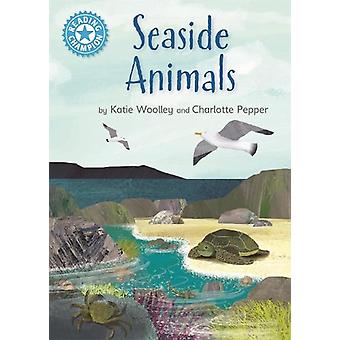 READING
CHAMPION
Seaside
Animals
by Katie Woolley and Charlotte Pepper